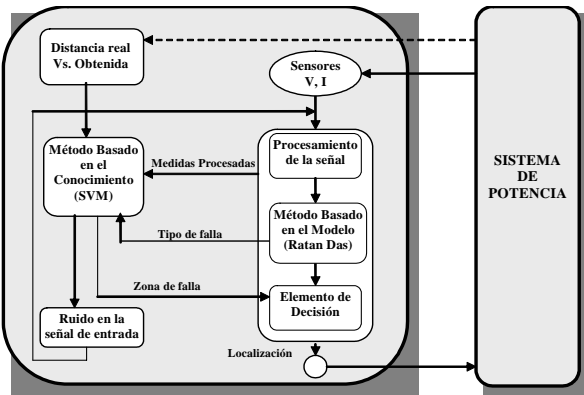 Distancia real
Vs. Obtenida
Sensores
V, I
Método Basado
en el
Conocimiento
(SVM)
Medidas Procesadas
Procesamiento
de la señal
SISTEMA
DE
POTENCIA
Método Basado
en el Modelo
(Ratan Das)
Tipo de falla
Zona de falla
Elemento de
Decisión
Ruido en la
señal de entrada
Localización